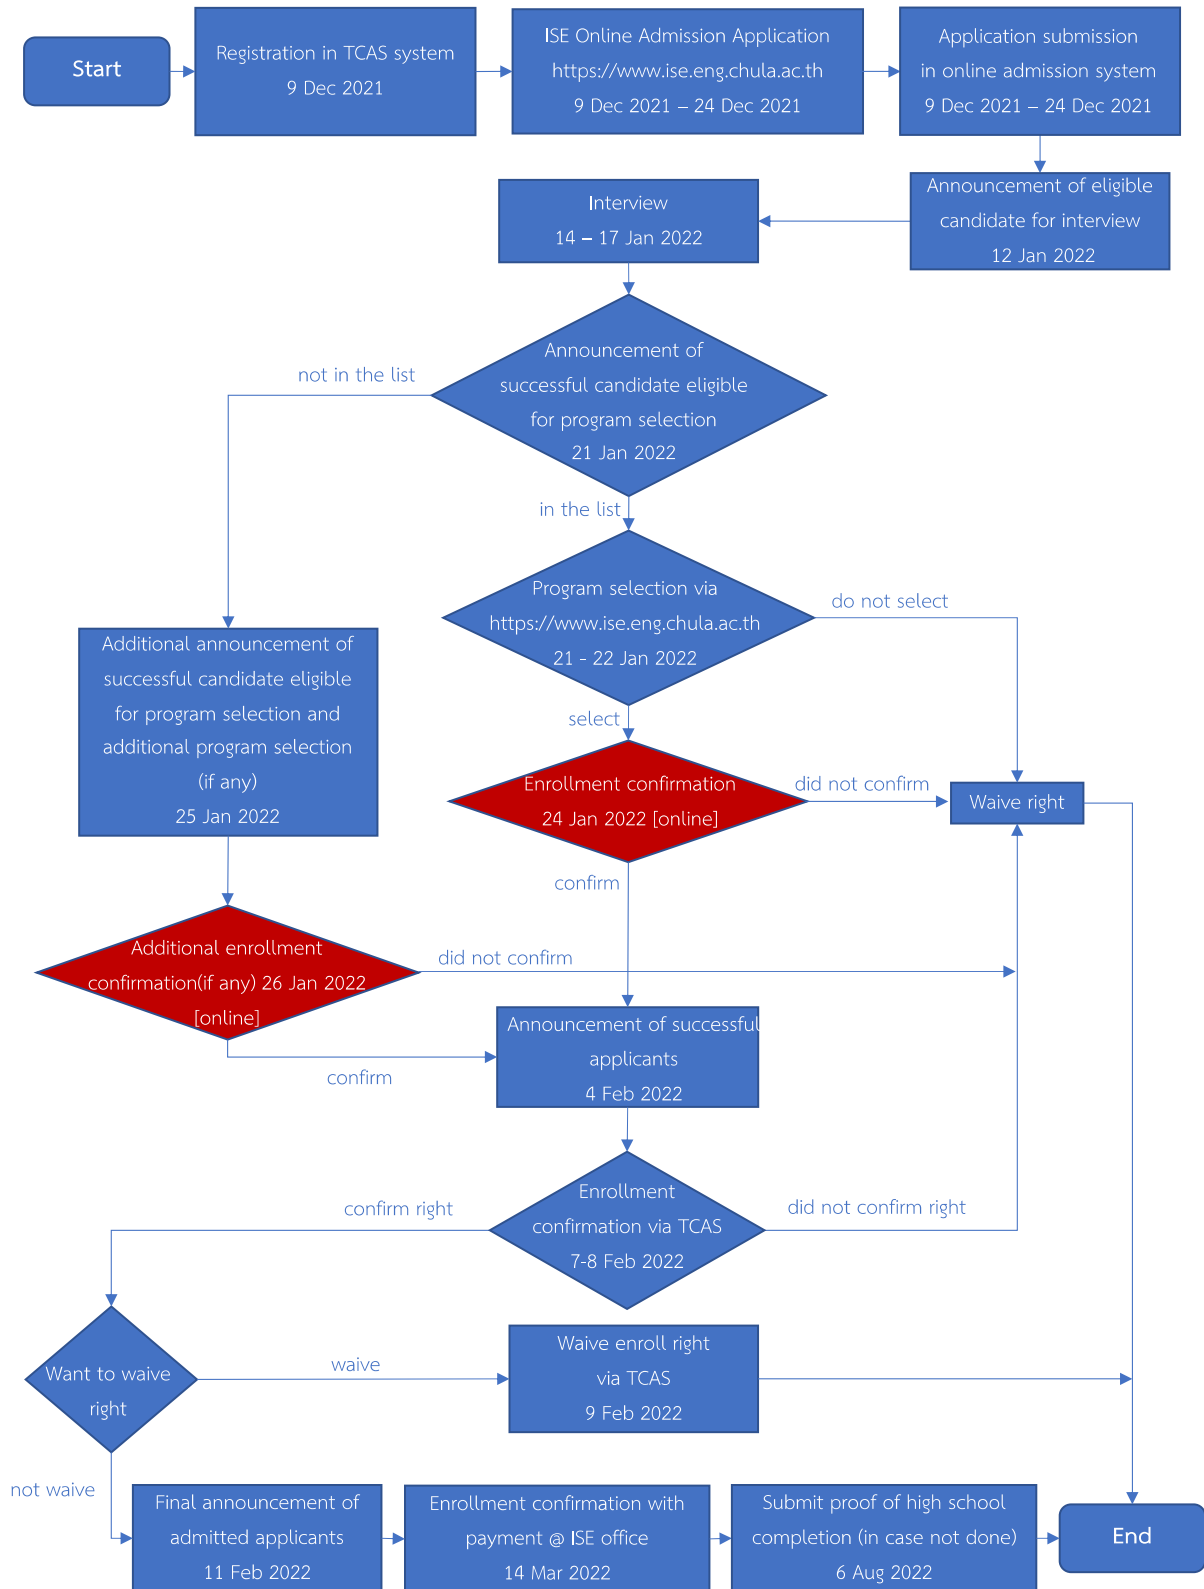 Start
Registration in TCAS system
9 Dec 2021
ISE Online Admission Application
https://www.ise.eng.chula.ac.th
9 Dec 2021 – 24 Dec 2021
Application submission
in online admission system
9 Dec 2021 – 24 Dec 2021
Announcement of eligible
candidate for interview
12 Jan 2022
Interview
14 – 17 Jan 2022
Announcement of
successful candidate eligible
for program selection
21 Jan 2022
not in the list
in the list
Program selection via
https://www.ise.eng.chula.ac.th
21 - 22 Jan 2022
do not select
select
Additional announcement of
successful candidate eligible
for program selection and
additional program selection
(if any)
25 Jan 2022
Enrollment confirmation
24 Jan 2022 [online]
did not confirm
Waive right
confirm
Additional enrollment
confirmation(if any) 26 Jan 2022
[online]
did not confirm
confirm
Announcement of successful
applicants
4 Feb 2022
Enrollment
confirmation via TCAS
7-8 Feb 2022
confirm right
did not confirm right
Want to waive
right
waive
Waive enroll right
via TCAS
9 Feb 2022
not waive
Final announcement of
admitted applicants
11 Feb 2022
Enrollment confirmation with
payment @ ISE office
14 Mar 2022
Submit proof of high school
completion (in case not done)
6 Aug 2022
End